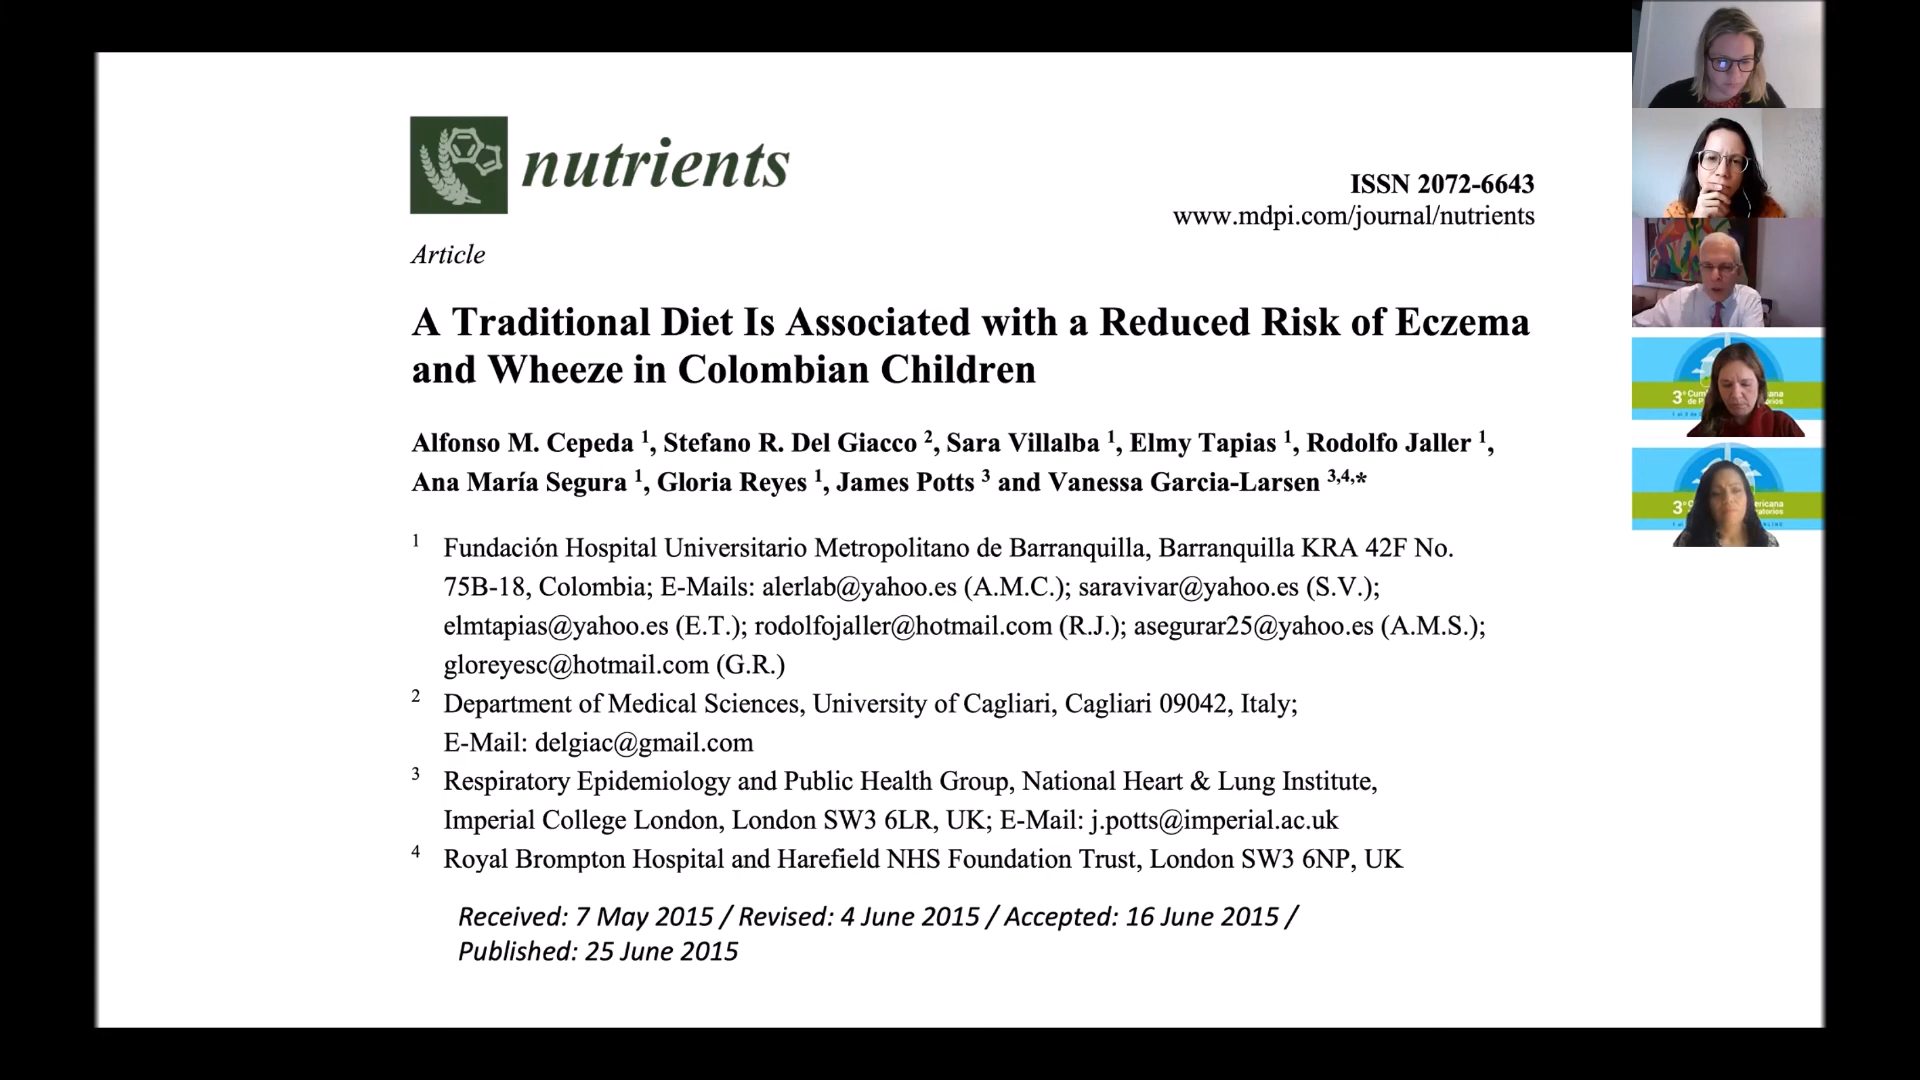 nutrients
ISSN 2072-6643
www.mdpi.com/journal/nutrients
Article
A Traditional Diet Is Associated with a Reduced Risk of Eczema
and Wheeze in Colombian Children
Alfonso M. Cepeda 1, Stefano R. Del Giacco 2, Sara Villalba 1, Elmy Tapias 1, Rodolfo Jaller 1,
Ana María Segura 1, Gloria Reyes 1, James Potts 3 and Vanessa Garcia-Larsen 3,4,*
1 Fundación Hospital Universitario Metropolitano de Barranquilla, Barranquilla KRA 42F No.
75B-18, Colombia; E-Mails: alerlab@yahoo.es (A.M.C.); saravivar@yahoo.es (S.V.);
elmtapias@yahoo.es (E.T.); rodolfojaller@hotmail.com (R.J.); asegurar25@yahoo.es (A.M.S.);
gloreyesc@hotmail.com (G.R.)
2 Department of Medical Sciences, University of Cagliari, Cagliari 09042, Italy;
E-Mail: delgiac@gmail.com
3 Respiratory Epidemiology and Public Health Group, National Heart & Lung Institute,
Imperial College London, London SW3 6LR, UK; E-Mail: j.potts@imperial.ac.uk
4 Royal Brompton Hospital and Harefield NHS Foundation Trust, London SW3 6NP, UK
Received: 7 May 2015 / Revised: 4 June 2015 / Accepted: 16 June 2015 /
Published: 25 June 2015
3ª
3ª